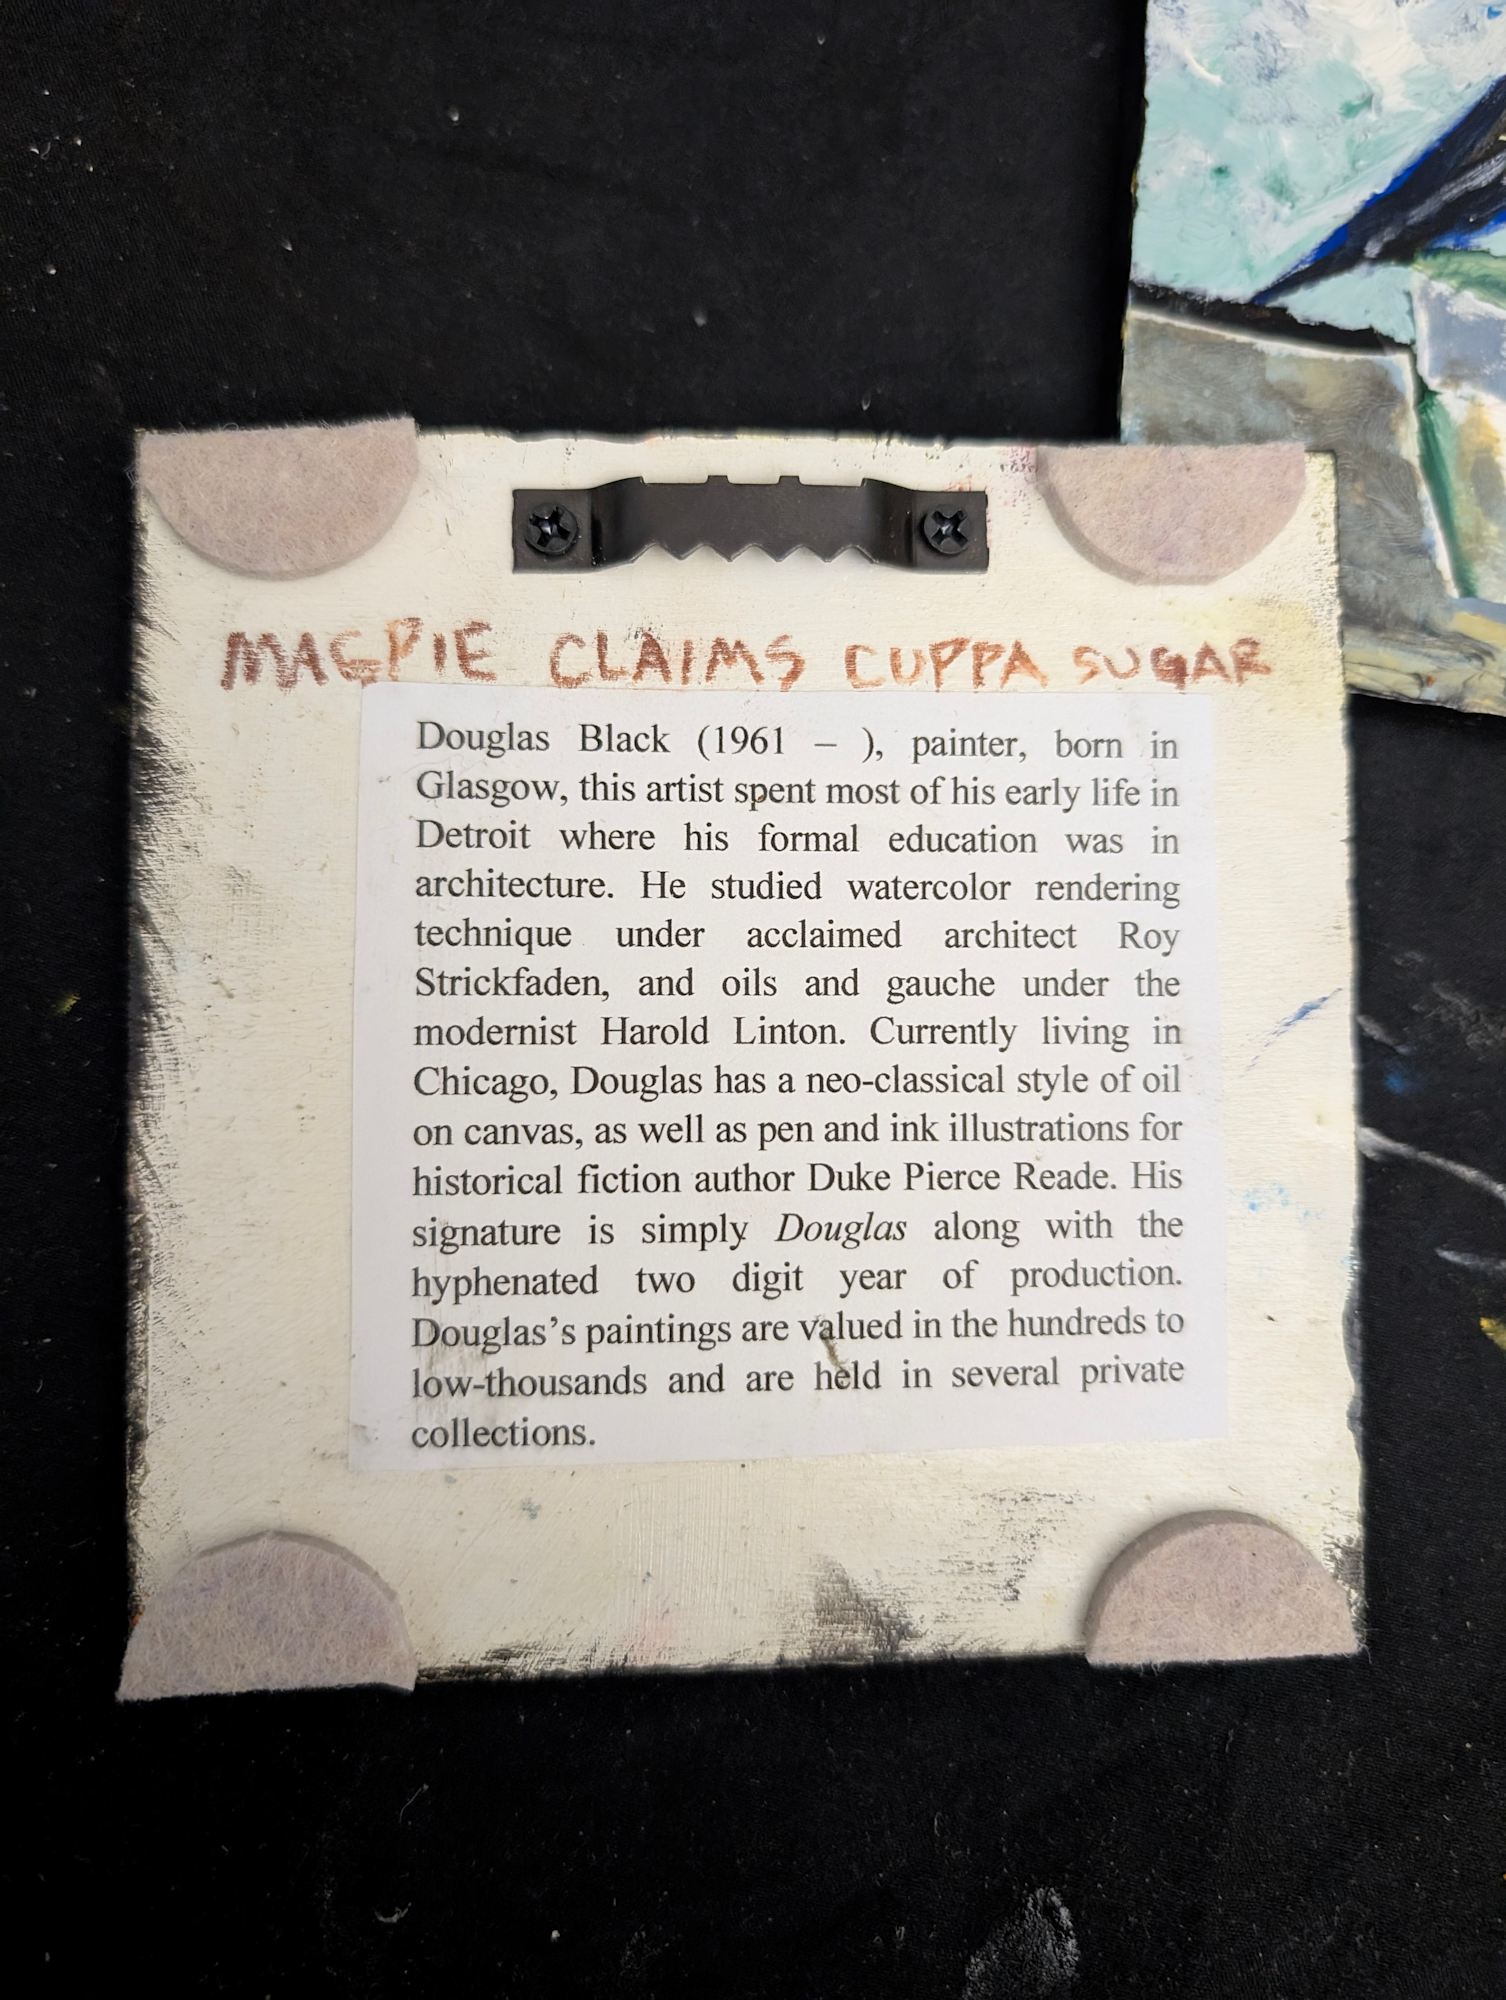 MAGPIE CLAIMS CUPPA SUGAR
Douglas Black (1961 – ), painter, born in
Glasgow, this artist spent most of his early life in
Detroit where his formal education was in
architecture. He studied watercolor rendering
technique under acclaimed architect Roy
Strickfaden, and oils and gauche under the
modernist Harold Linton. Currently living in
Chicago, Douglas has a neo-classical style of oil
on canvas, as well as pen and ink illustrations for
historical fiction author Duke Pierce Reade. His
signature is simply Douglas along with the
hyphenated two digit year of production.
Douglas’s paintings are valued in the hundreds to
low-thousands and are held in several private
collections.